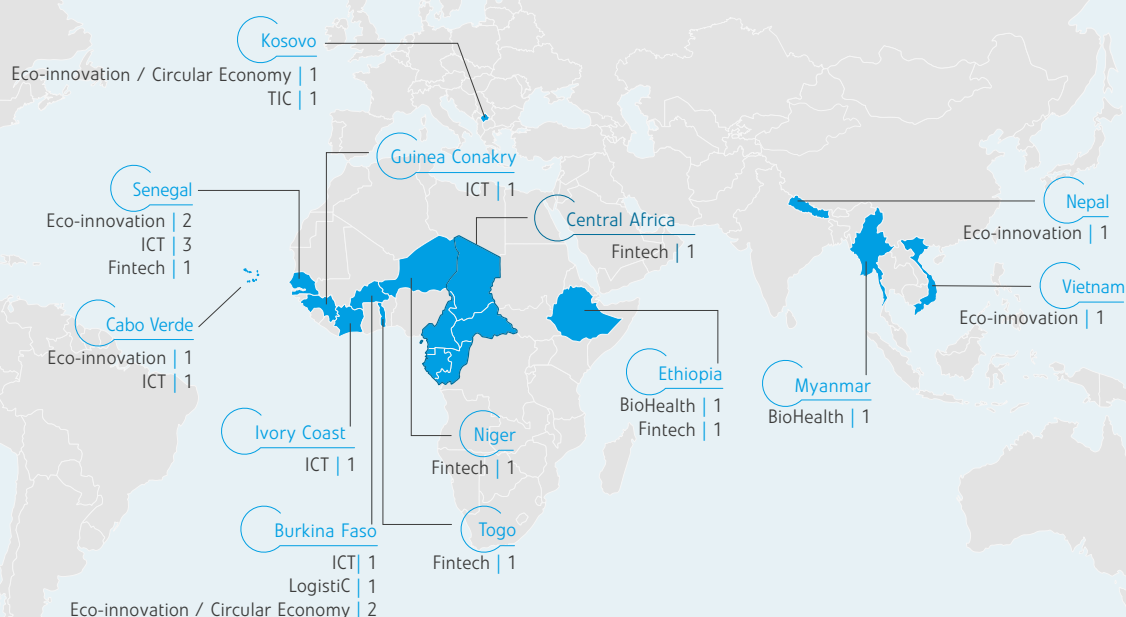 Kosovo
Eco-innovation / Circular Economy | 1
TIC | 1
Guinea Conakry
ICT | 1
Senegal
Eco-innovation | 2
ICT | 3
Fintech | 1
Central Africa
Fintech | 1
Nepal
Eco-innovation | 1
Vietnam
Eco-innovation | 1
Cabo Verde
Eco-innovation | 1
ICT | 1
Ethiopia
BioHealth | 1
Fintech | 1
Myanmar
BioHealth | 1
Ivory Coast
ICT | 1
Niger
Fintech | 1
Burkina Faso
ICT| 1
LogistiC | 1
Eco-innovation / Circular Economy | 2
Togo
Fintech | 1